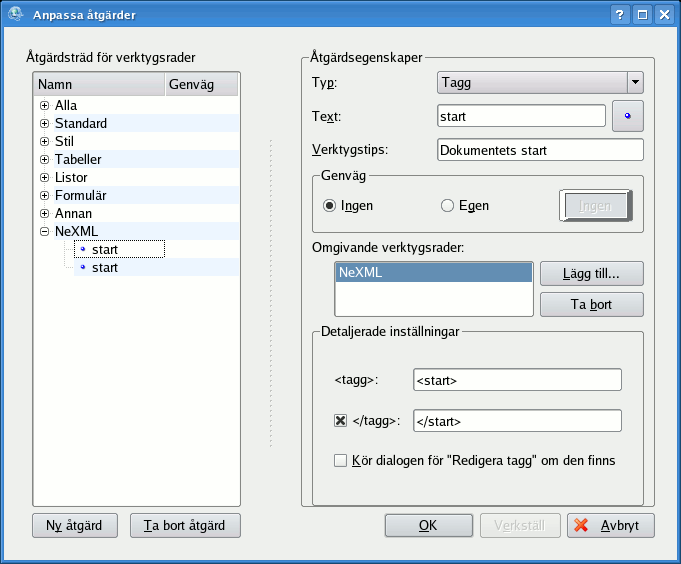 Anpassa åtgärder
Åtgärdsträd för verktygsrader
Namn Genväg
Alla
Standard
Stil
Tabeller
Listor
Formulär
Annan
NeXML
start
start
Ny åtgärd
Ta bort åtgärd
Åtgärdsegenskaper
Typ: Tagg
Text: start
Verktygstips: Dokumentets start
Genväg
Ingen
Egen
Ingen
Omgivande verktygsrader:
NeXML
Lägg till...
Ta bort
Detaljerade inställningar
<tagg>: <start>
</tagg>: </start>
Kör dialogen för "Redigera tagg" om den finns
OK
Verkställ
Avbryt